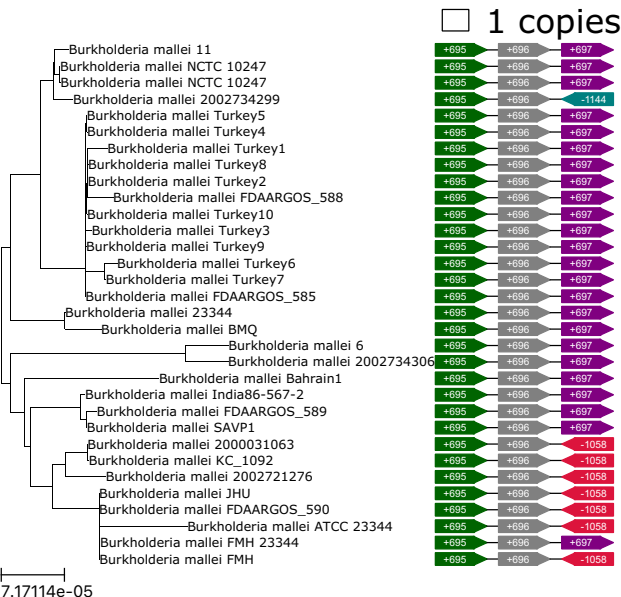 1 copies
Burkholderia mallei 11 +695 +696 +697
Burkholderia mallei NCTC 10247 +695 +696 +697
Burkholderia mallei NCTC 10247 +695 +696 +697
Burkholderia mallei 2002734299 +695 +696 -1144
Burkholderia mallei Turkey5 +695 +696 +697
Burkholderia mallei Turkey4 +695 +696 +697
Burkholderia mallei Turkey1 +695 +696 +697
Burkholderia mallei Turkey8 +695 +696 +697
Burkholderia mallei Turkey2 +695 +696 +697
Burkholderia mallei FDAARGOS_588 +695 +696 +697
Burkholderia mallei Turkey10 +695 +696 +697
Burkholderia mallei Turkey3 +695 +696 +697
Burkholderia mallei Turkey9 +695 +696 +697
Burkholderia mallei Turkey6 +695 +696 +697
Burkholderia mallei Turkey7 +695 +696 +697
Burkholderia mallei FDAARGOS_585 +695 +696 +697
Burkholderia mallei 23344 +695 +696 +697
Burkholderia mallei BMQ +695 +696 +697
Burkholderia mallei 6 +695 +696 +697
Burkholderia mallei 2002734306 +695 +696 +697
Burkholderia mallei Bahrain1 +695 +696 +697
Burkholderia mallei India86-567-2 +695 +696 +697
Burkholderia mallei FDAARGOS_589 +695 +696 +697
Burkholderia mallei SAVP1 +695 +696 +697
Burkholderia mallei 2000031063 +695 +696 -1058
Burkholderia mallei KC_1092 +695 +696 -1058
Burkholderia mallei 2002721276 +695 +696 -1058
Burkholderia mallei JHU +695 +696 -1058
Burkholderia mallei FDAARGOS_590 +695 +696 -1058
Burkholderia mallei ATCC 23344 +695 +696 -1058
Burkholderia mallei FMH 23344 +695 +696 +697
Burkholderia mallei FMH +695 +696 -1058
7.17114e-05